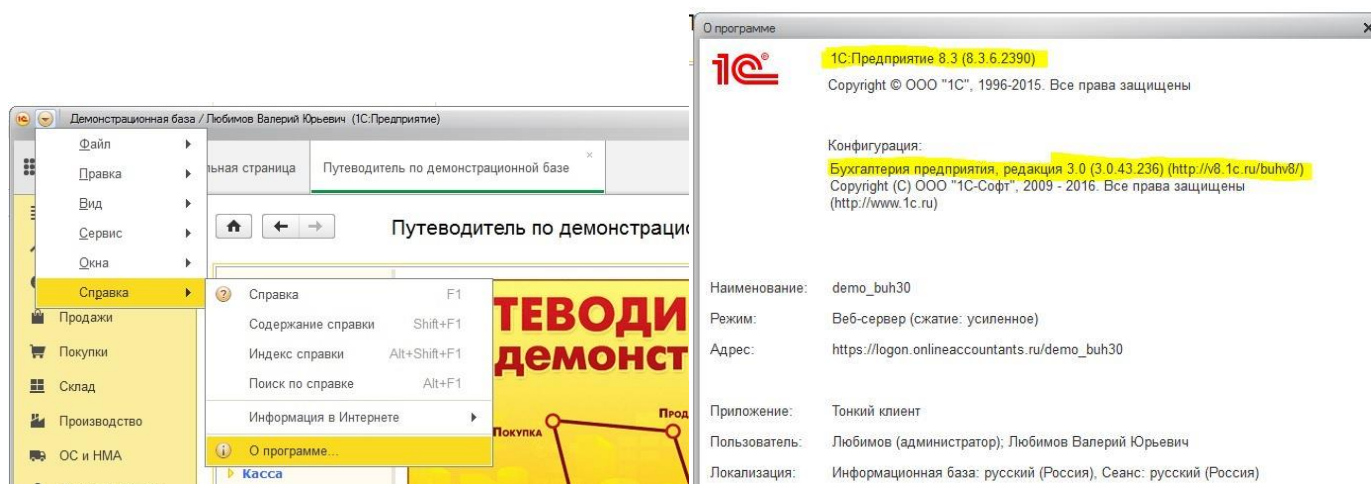 Демонстрационная база / Любимов Валерий Юрьевич (1С:Предприятие)
Файл
Правка
Вид
Сервис
Окна
Справка
Путеводитель по демонстрационной базе
страница
Путеводитель по
Справка F1
Содержание справки Shift+F1
Индекс справки Alt+Shift+F1
Поиск по справке Alt+F1
Информация в Интернете
О программе...
Продажи
Покупки
Склад
Производство
ОС и НМА
Касса
Покупка
О программе
1С
1С:Предприятие 8.3 (8.3.6.2390)
Copyright © ООО "1С", 1996-2015. Все права защищены
Конфигурация:
Бухгалтерия предприятия, редакция 3.0 (3.0.43.236) (http://v8.1c.ru/buhv8/)
Copyright (С) ООО "1С-Софт", 2009 - 2016. Все права защищены
(http://www.1c.ru)
Наименование: demo_buh30
Режим: Веб-сервер (сжатие: усиленное)
Адрес: https://logon.onlineaccountants.ru/demo_buh30
Приложение: Тонкий клиент
Пользователь: Любимов (администратор); Любимов Валерий Юрьевич
Локализация: Информационная база: русский (Россия), Сеанс: русский (Россия)